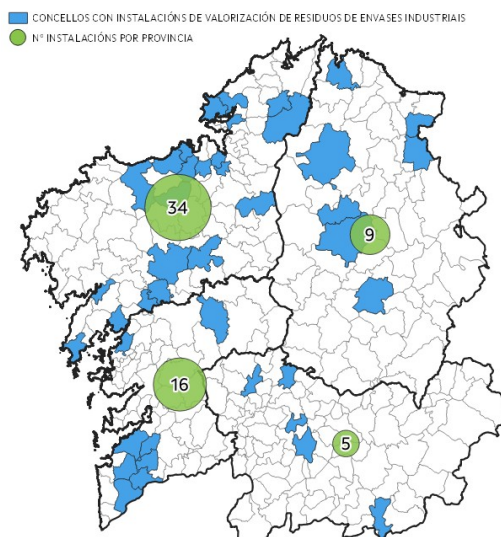 CONCELLOS CON INSTALACIÓNS DE VALORIZACIÓN DE RESIDUOS DE ENVASES INDUSTRIAIS
Nº INSTALACIÓNS POR PROVINCIA
34
9
16
5